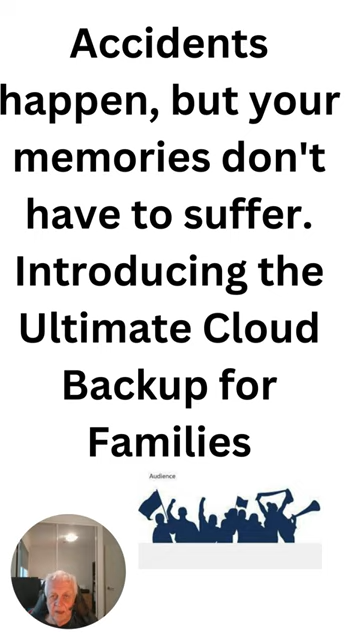 Accidents
happen, but your
memories don't
have to suffer.
Introducing the
Ultimate Cloud
Backup for
Families
Audience